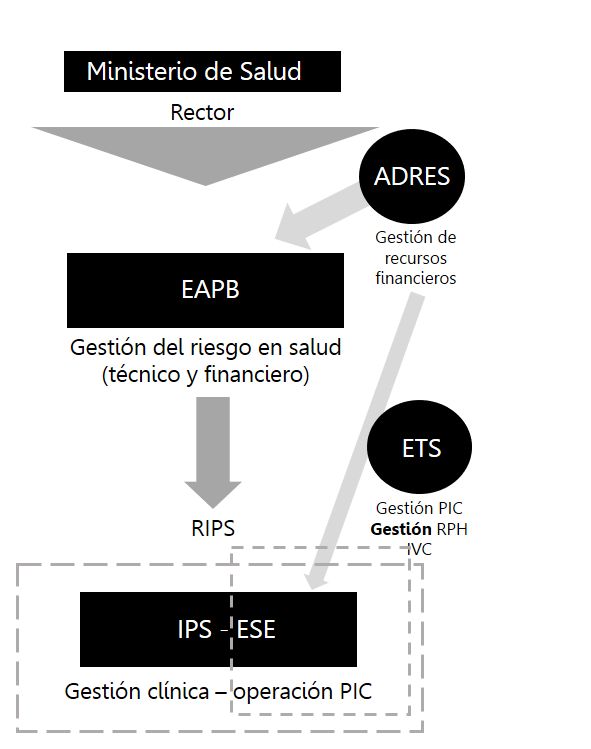 Ministerio de Salud
Rector
ADRES
Gestión de
recursos
financieros
EAPB
Gestión del riesgo en salud
(técnico y financiero)
ETS
Gestión PIC
Gestión RPH
IVC
RIPS
IPS - ESE
Gestión clínica – operación PIC